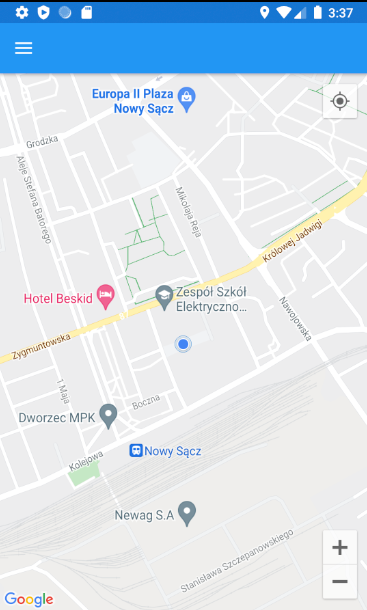 3:37
Europa II Plaza
Nowy Sącz
Grodzka
Aleje Stefana Batorego
Mikołaja Reja
Królowej Jadwigi
Hotel Beskid
Zespół Szkół
Elektryczno...
Nawojowska
Zygmuntowska
1 Maja
Boczna
Dworzec MPK
Nowy Sącz
Kolejowa
Newag S.A
Stanisława Szczepanowskiego
Google